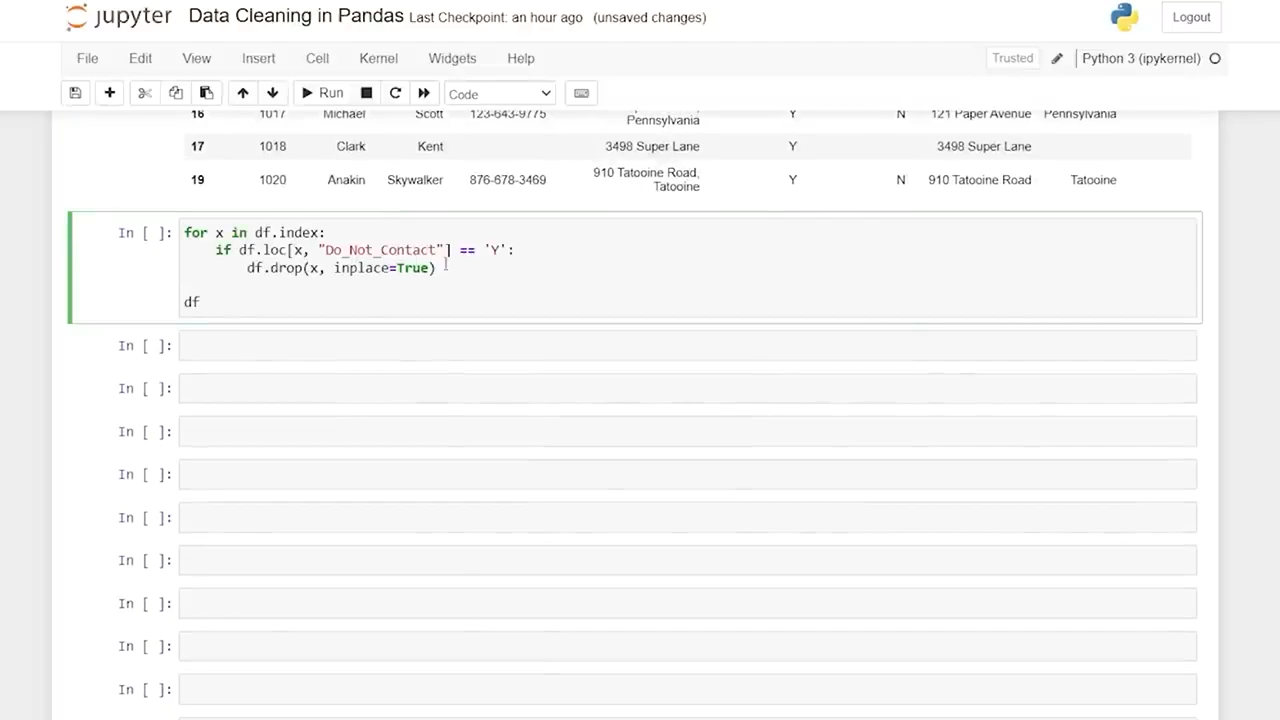 jupyter Data Cleaning in Pandas Last Checkpoint: an hour ago (unsaved changes) Logout
File Edit View Insert Cell Kernel Widgets Help Trusted Python 3 (ipykernel)
Run Code
16 1017 Michael Scott 123-643-9775 Pennsylvania Y N 121 Paper Avenue Pennsylvania
17 1018 Clark Kent 3498 Super Lane Y 3498 Super Lane
19 1020 Anakin Skywalker 876-678-3469 910 Tatooine Road, Tatooine Y N 910 Tatooine Road Tatooine
In [ ]: for x in df.index:
if df.loc[x, "Do_Not_Contact"] == 'Y':
df.drop(x, inplace=True)
df
In [ ]:
In [ ]:
In [ ]:
In [ ]:
In [ ]:
In [ ]:
In [ ]:
In [ ]:
In [ ]: